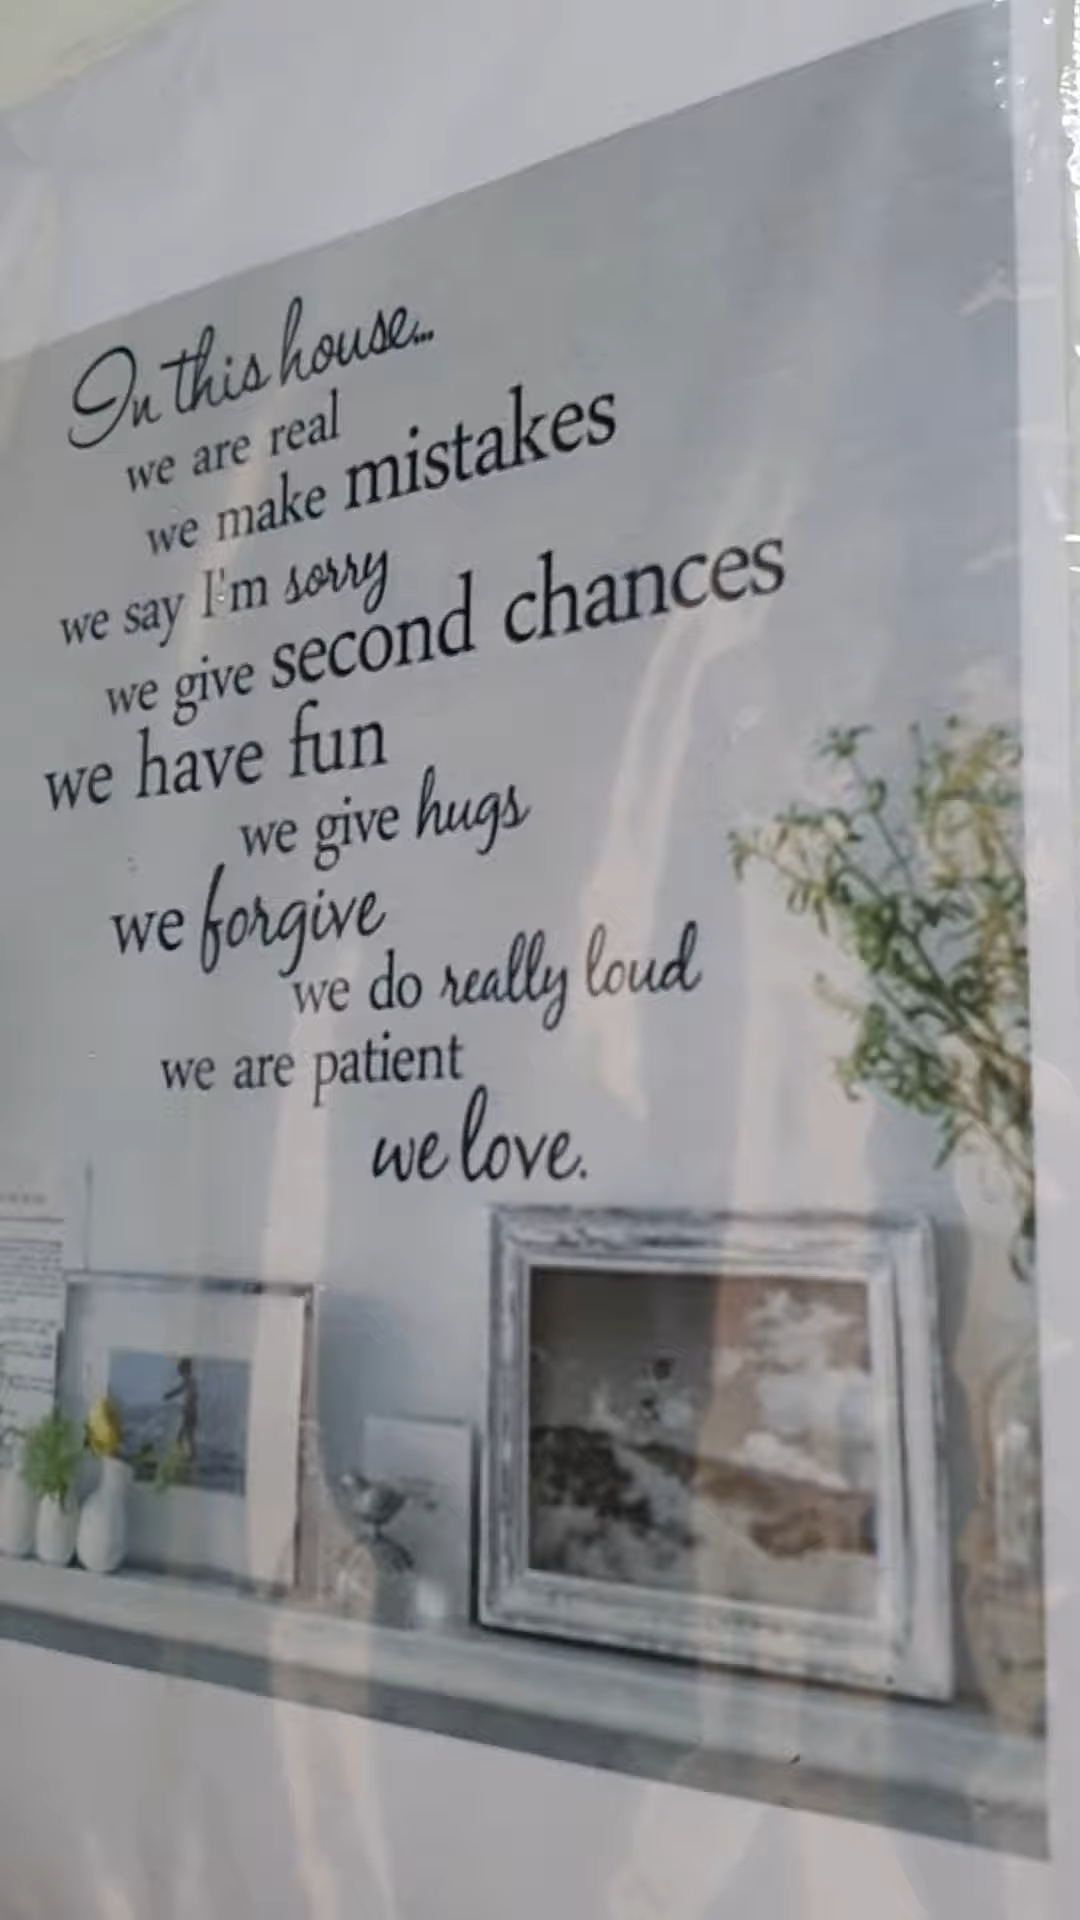 In this house...
we are real
we make mistakes
we say I'm sorry
we give second chances
we have fun
we give hugs
we forgive
we do really loud
we are patient
we love.